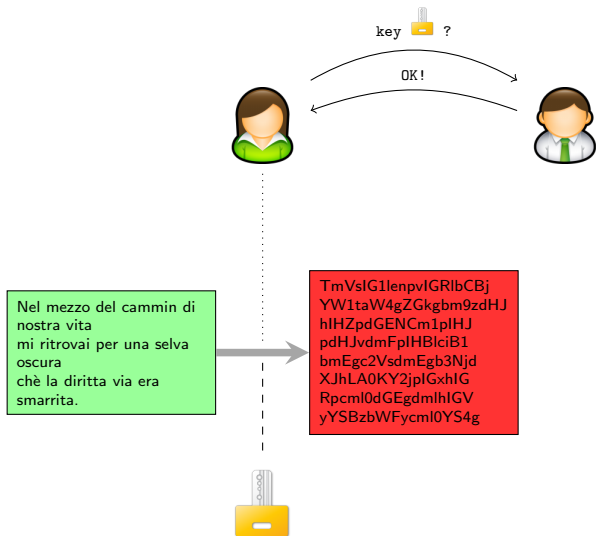 key ?
OK!
Nel mezzo del cammin di
nostra vita
mi ritrovai per una selva
oscura
chè la diritta via era
smarrita.
TmVsIG1lenpvIGRlbCBj
YW1taW4gZGkgbm9zdHJ
hIHZpdGENCm1pIHJ
pdHJvdmFpIHBlciB1
bmEgc2VsdmEgb3Njd
XJhLA0KY2jpIGxhIG
Rpcml0dGEgdmlhIGV
yYSBzbWFycml0YS4g